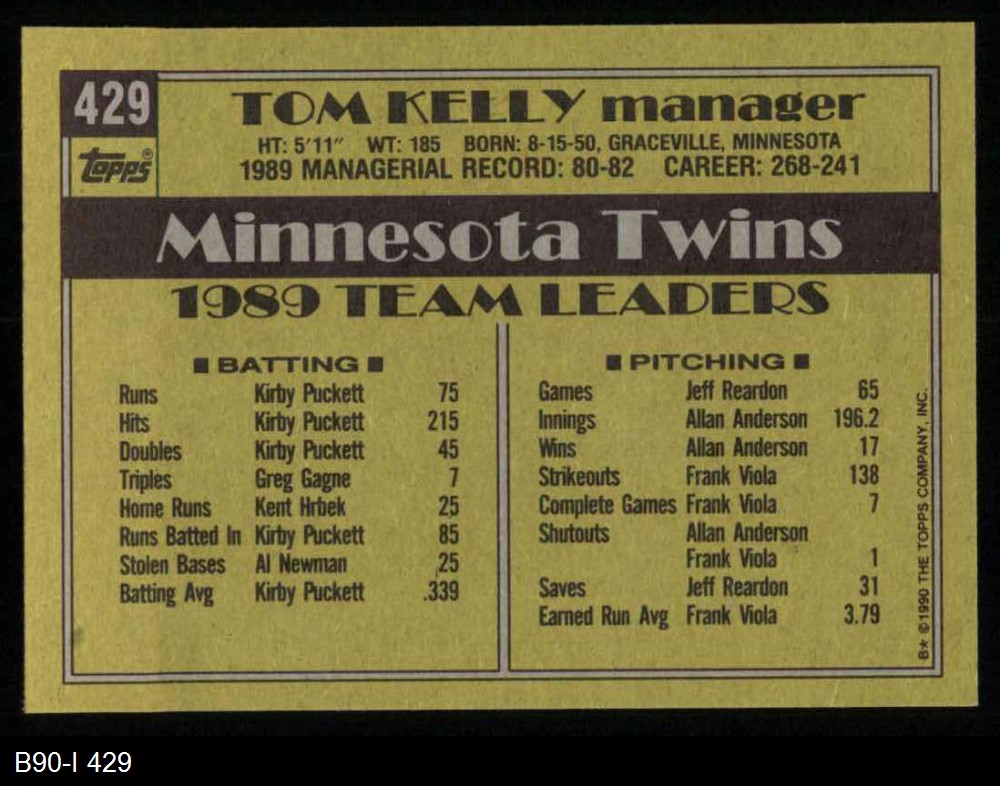 429
topps®
TOM KELLY manager
HT: 5'11" WT: 185 BORN: 8-15-50, GRACEVILLE, MINNESOTA
1989 MANAGERIAL RECORD: 80-82 CAREER: 268-241
Minnesota Twins
1989 TEAM LEADERS
■ BATTING ■
Runs Kirby Puckett 75
Hits Kirby Puckett 215
Doubles Kirby Puckett 45
Triples Greg Gagne 7
Home Runs Kent Hrbek 25
Runs Batted In Kirby Puckett 85
Stolen Bases Al Newman 25
Batting Avg Kirby Puckett .339
■ PITCHING ■
Games Jeff Reardon 65
Innings Allan Anderson 196.2
Wins Allan Anderson 17
Strikeouts Frank Viola 138
Complete Games Frank Viola 7
Shutouts Allan Anderson
Frank Viola 1
Saves Jeff Reardon 31
Earned Run Avg Frank Viola 3.79
B★ ©1990 THE TOPPS COMPANY, INC.
B90-I 429